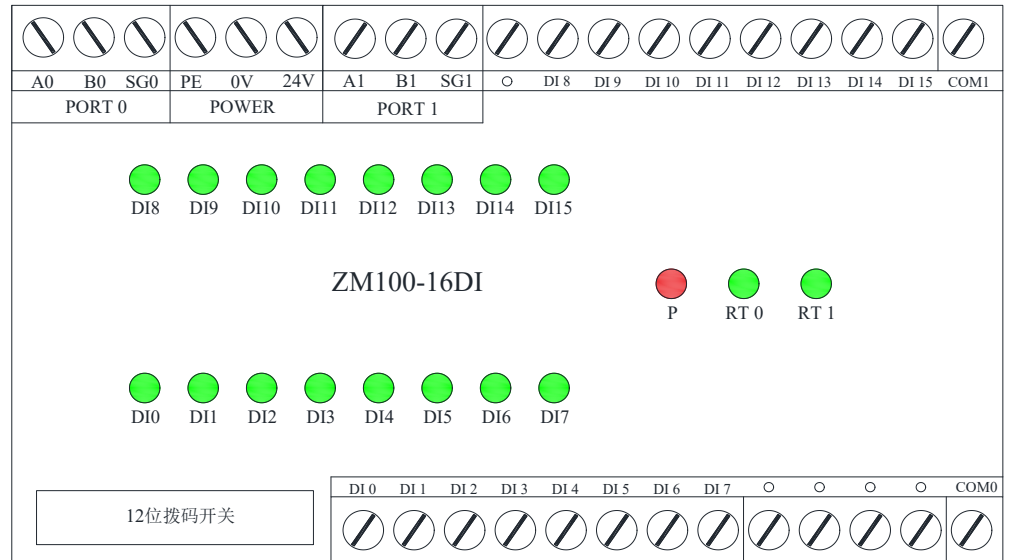 A0 B0 SG0 PE 0V 24V A1 B1 SG1 DI 8 DI 9 DI 10 DI 11 DI 12 DI 13 DI 14 DI 15 COM1
PORT 0 POWER PORT 1
DI8 DI9 DI10 DI11 DI12 DI13 DI14 DI15
ZM100-16DI
P RT 0 RT 1
DI0 DI1 DI2 DI3 DI4 DI5 DI6 DI7
DI 0 DI 1 DI 2 DI 3 DI 4 DI 5 DI 6 DI 7 COM0
12位拨码开关